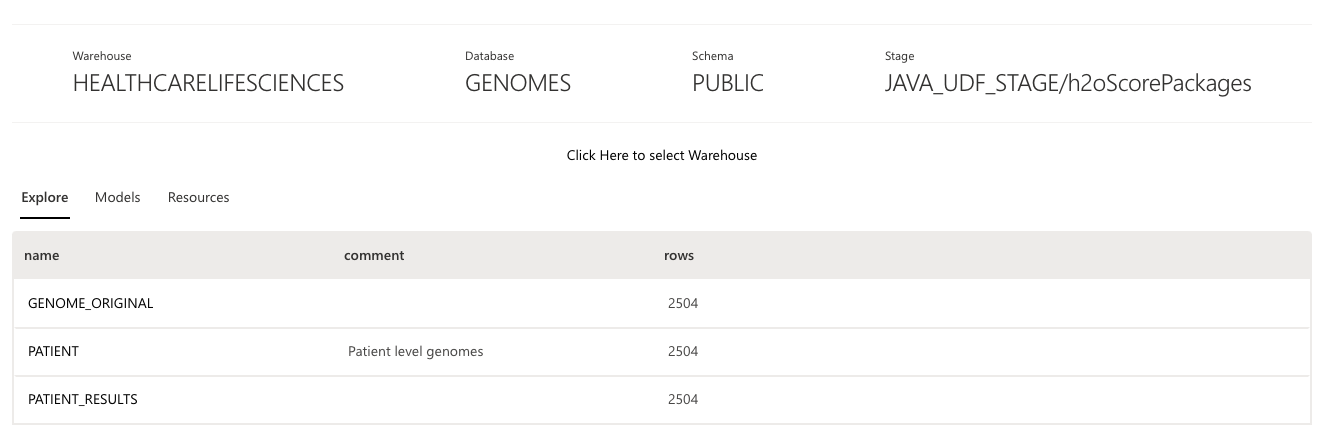 Warehouse Database Schema Stage
HEALTHCARELIFESCIENCES GENOMES PUBLIC JAVA_UDF_STAGE/h2oScorePackages
Click Here to select Warehouse
Explore Models Resources
name comment rows
GENOME_ORIGINAL 2504
PATIENT Patient level genomes 2504
PATIENT_RESULTS 2504